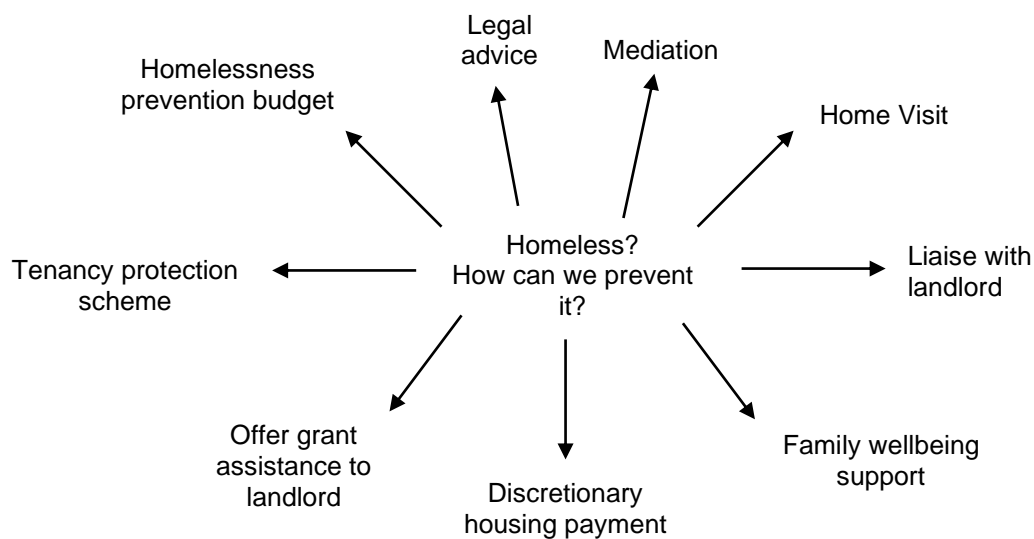 Legal
advice
Mediation
Homelessness
prevention budget
Home Visit
Homeless?
How can we prevent
it?
Tenancy protection
scheme
Liaise with
landlord
Offer grant
assistance to
landlord
Family wellbeing
support
Discretionary
housing payment